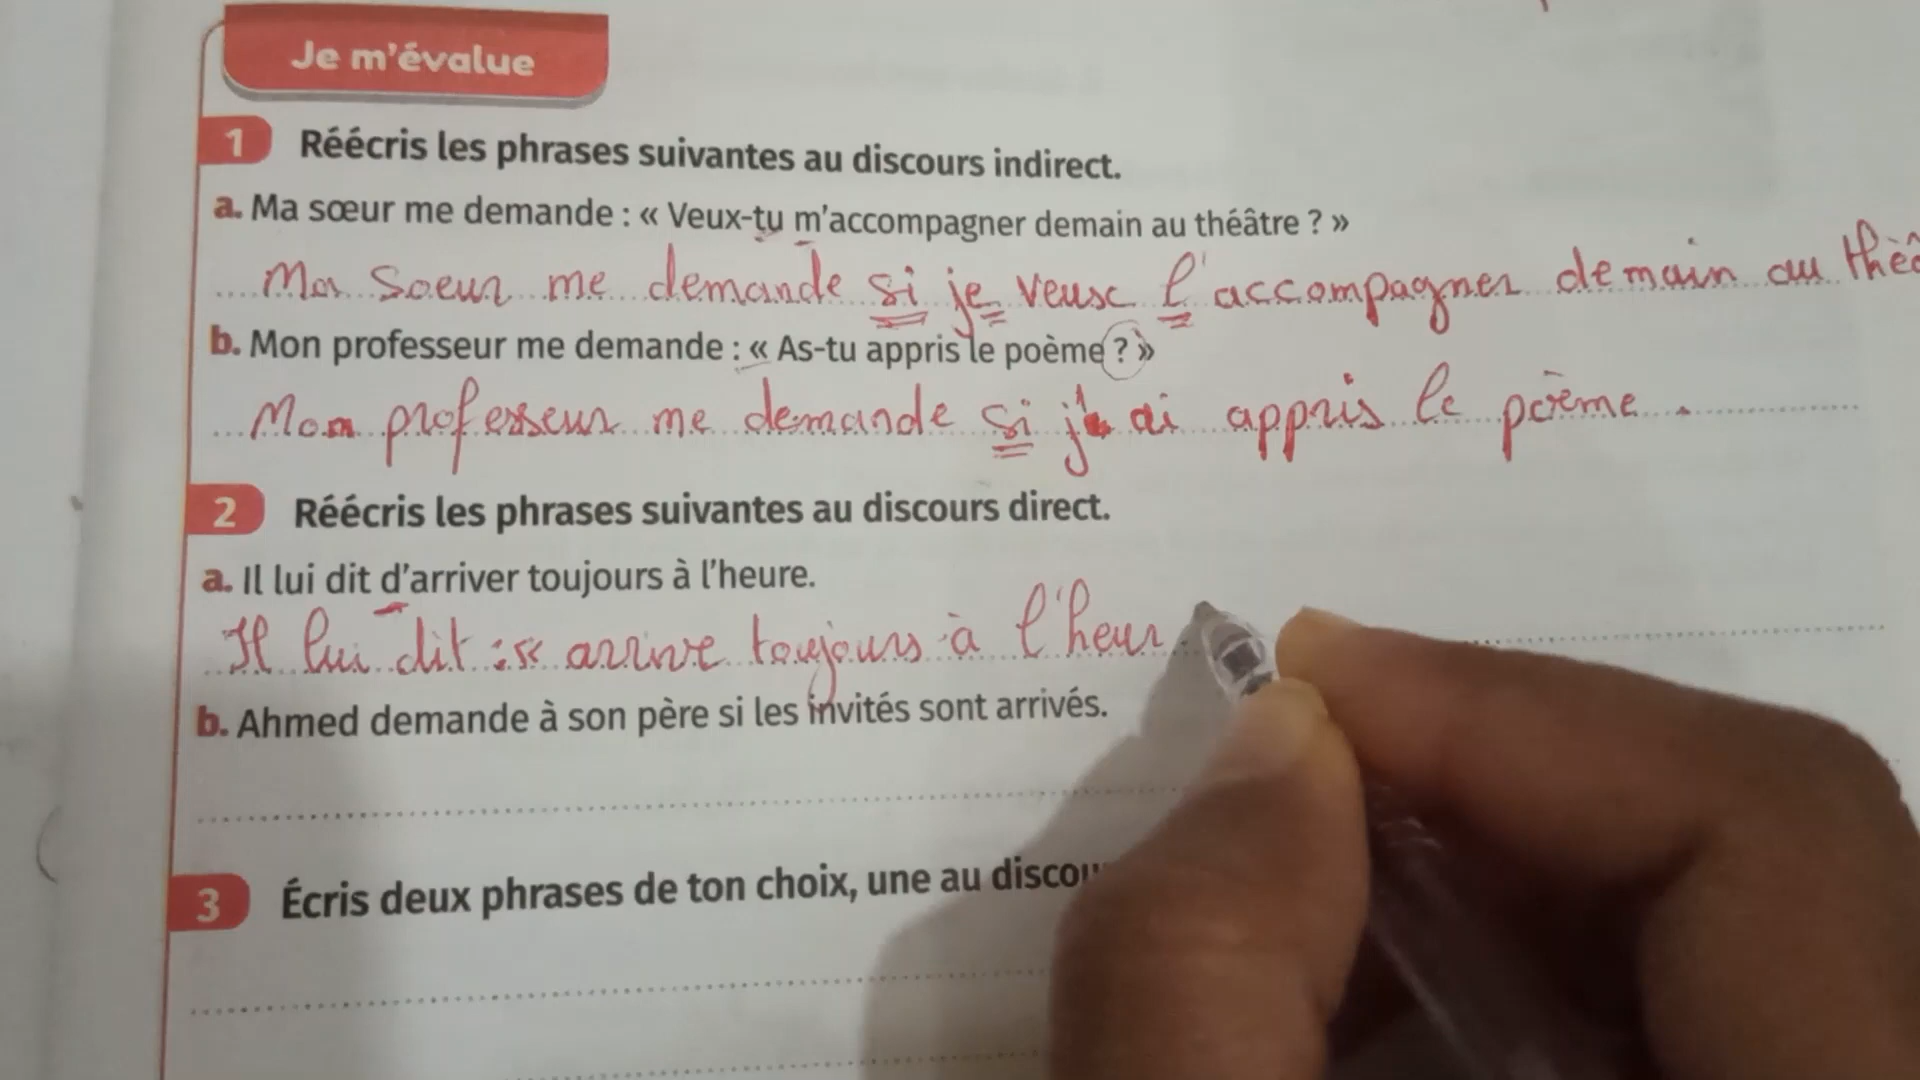 Je m'évalue
1 Réécris les phrases suivantes au discours indirect.
a. Ma sœur me demande : « Veux-tu m'accompagner demain au théâtre ? »
Ma soeur me demande si je veux l'accompagner demain au théâ
b. Mon professeur me demande : « As-tu appris le poème ? »
Mon professeur me demande si j'ai appris le poème.
2 Réécris les phrases suivantes au discours direct.
a. Il lui dit d'arriver toujours à l'heure.
Il lui dit : « arrive toujours à l'heur
b. Ahmed demande à son père si les invités sont arrivés.
3 Écris deux phrases de ton choix, une au discou